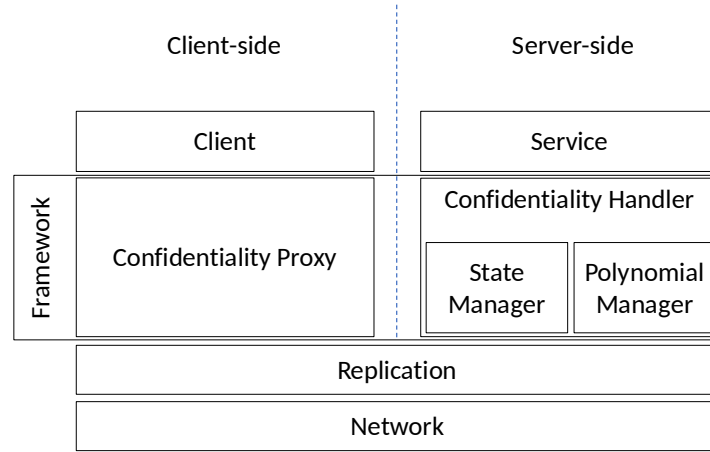 Client-side
Server-side
Client
Service
Framework
Confidentiality Proxy
Confidentiality Handler
State
Manager
Polynomial
Manager
Replication
Network